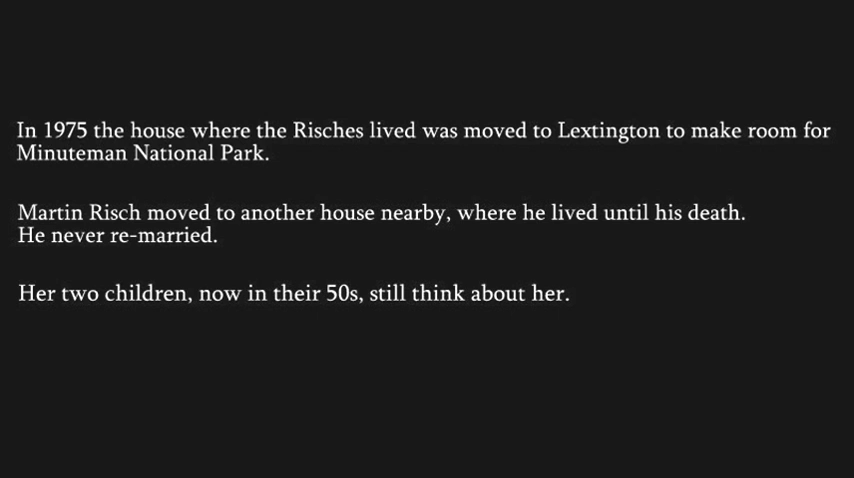 In 1975 the house where the Risches lived was moved to Lextington to make room for
Minuteman National Park.
Martin Risch moved to another house nearby, where he lived until his death.
He never re-married.
Her two children, now in their 50s, still think about her.